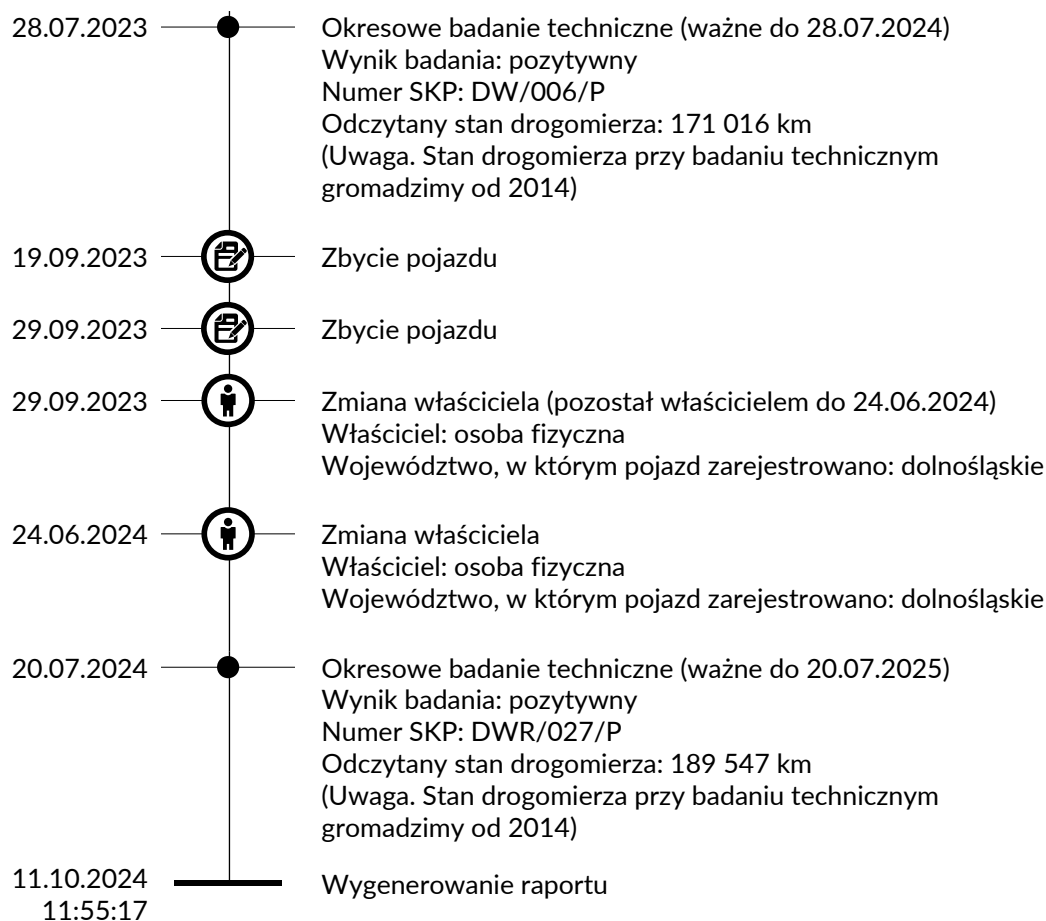 28.07.2023 Okresowe badanie techniczne (ważne do 28.07.2024)
Wynik badania: pozytywny
Numer SKP: DW/006/P
Odczytany stan drogomierza: 171 016 km
(Uwaga. Stan drogomierza przy badaniu technicznym
gromadzimy od 2014)
19.09.2023 Zbycie pojazdu
29.09.2023 Zbycie pojazdu
29.09.2023 Zmiana właściciela (pozostał właścicielem do 24.06.2024)
Właściciel: osoba fizyczna
Województwo, w którym pojazd zarejestrowano: dolnośląskie
24.06.2024 Zmiana właściciela
Właściciel: osoba fizyczna
Województwo, w którym pojazd zarejestrowano: dolnośląskie
20.07.2024 Okresowe badanie techniczne (ważne do 20.07.2025)
Wynik badania: pozytywny
Numer SKP: DWR/027/P
Odczytany stan drogomierza: 189 547 km
(Uwaga. Stan drogomierza przy badaniu technicznym
gromadzimy od 2014)
11.10.2024 Wygenerowanie raportu
11:55:17